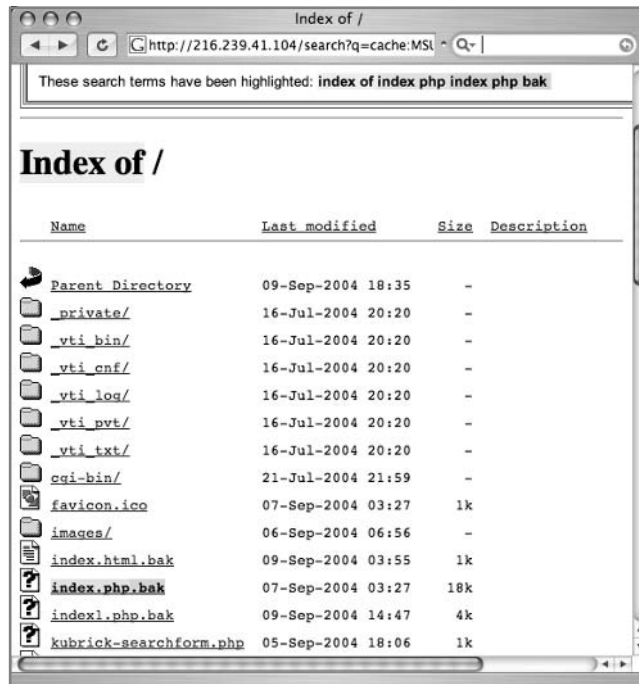 Index of /
http://216.239.41.104/search?q=cache:MSU
These search terms have been highlighted: index of index php index php bak
Index of /
Name Last modified Size Description
Parent Directory 09-Sep-2004 18:35 -
_private/ 16-Jul-2004 20:20 -
_vti_bin/ 16-Jul-2004 20:20 -
_vti_cnf/ 16-Jul-2004 20:20 -
_vti_log/ 16-Jul-2004 20:20 -
_vti_pvt/ 16-Jul-2004 20:20 -
_vti_txt/ 16-Jul-2004 20:20 -
cgi-bin/ 21-Jul-2004 21:59 -
favicon.ico 07-Sep-2004 03:27 1k
images/ 06-Sep-2004 06:56 -
index.html.bak 09-Sep-2004 03:55 1k
index.php.bak 07-Sep-2004 03:27 18k
index1.php.bak 09-Sep-2004 14:47 4k
kubrick-searchform.php 05-Sep-2004 18:06 1k